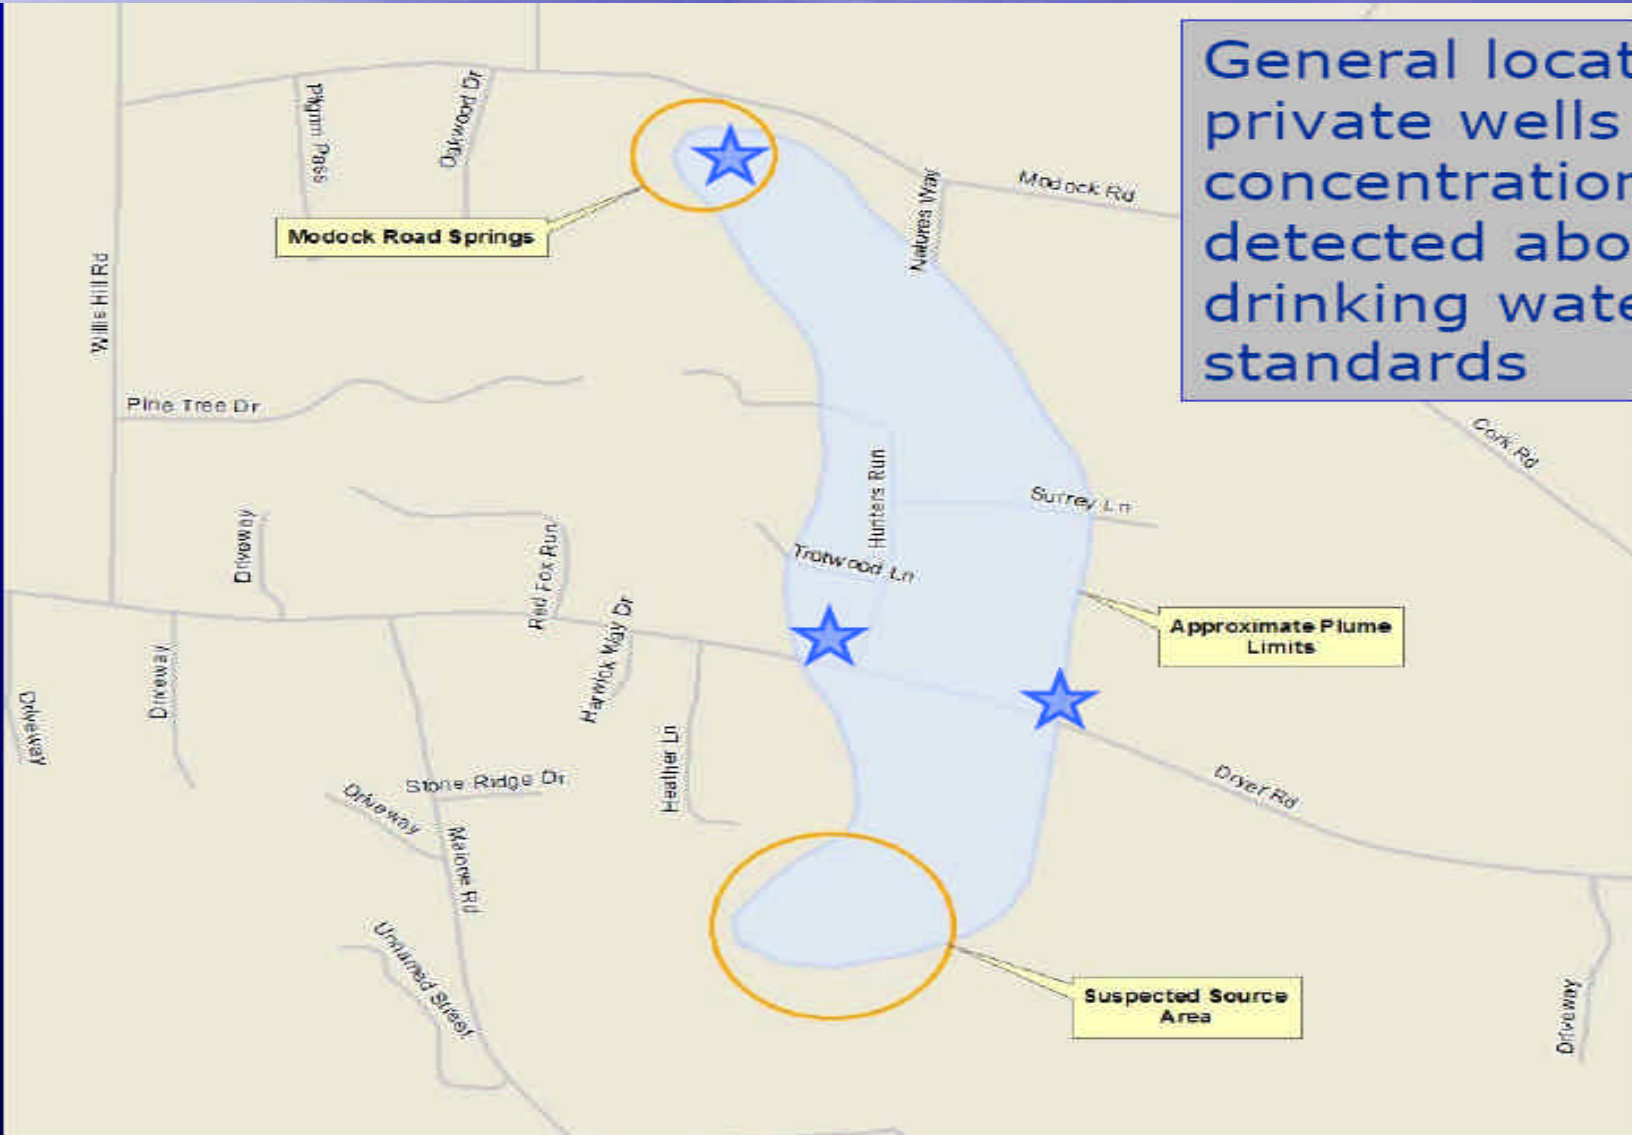 General locat
private wells
concentration
detected abo
drinking wate
standards
Pilgrim Pass
Oakwood Dr
Modock Rd
Natures Way
Modock Road Springs
Willis Hill Rd
Pine Tree Dr
Cork Rd
Hunters Run
Surrey Ln
Driveway
Red Fox Run
Trotwood Ln
Harwick Way Dr
Approximate Plume
Limits
Driveway
Driveway
Heather Ln
Stone Ridge Dr
Driveway
Dryer Rd
Malone Rd
Unnamed Street
Suspected Source
Area
Driveway